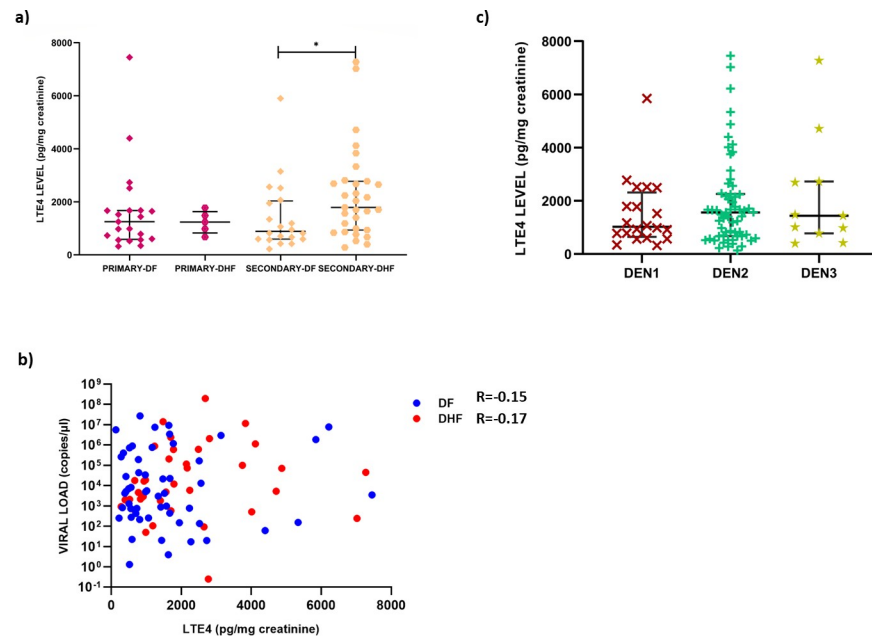 a)
*
LTE4 LEVEL (pg/mg creatinine)
8000
6000
4000
2000
0
PRIMARY-DF PRIMARY-DHF SECONDARY-DF SECONDARY-DHF
c)
LTE4 LEVEL (pg/mg creatinine)
8000
6000
4000
2000
0
DEN1 DEN2 DEN3
b)
VIRAL LOAD (copies/µl)
10⁹
10⁸
10⁷
10⁶
10⁵
10⁴
10³
10²
10¹
10⁰
10⁻¹
0 2000 4000 6000 8000
LTE4 (pg/mg creatinine)
DF R=-0.15
DHF R=-0.17